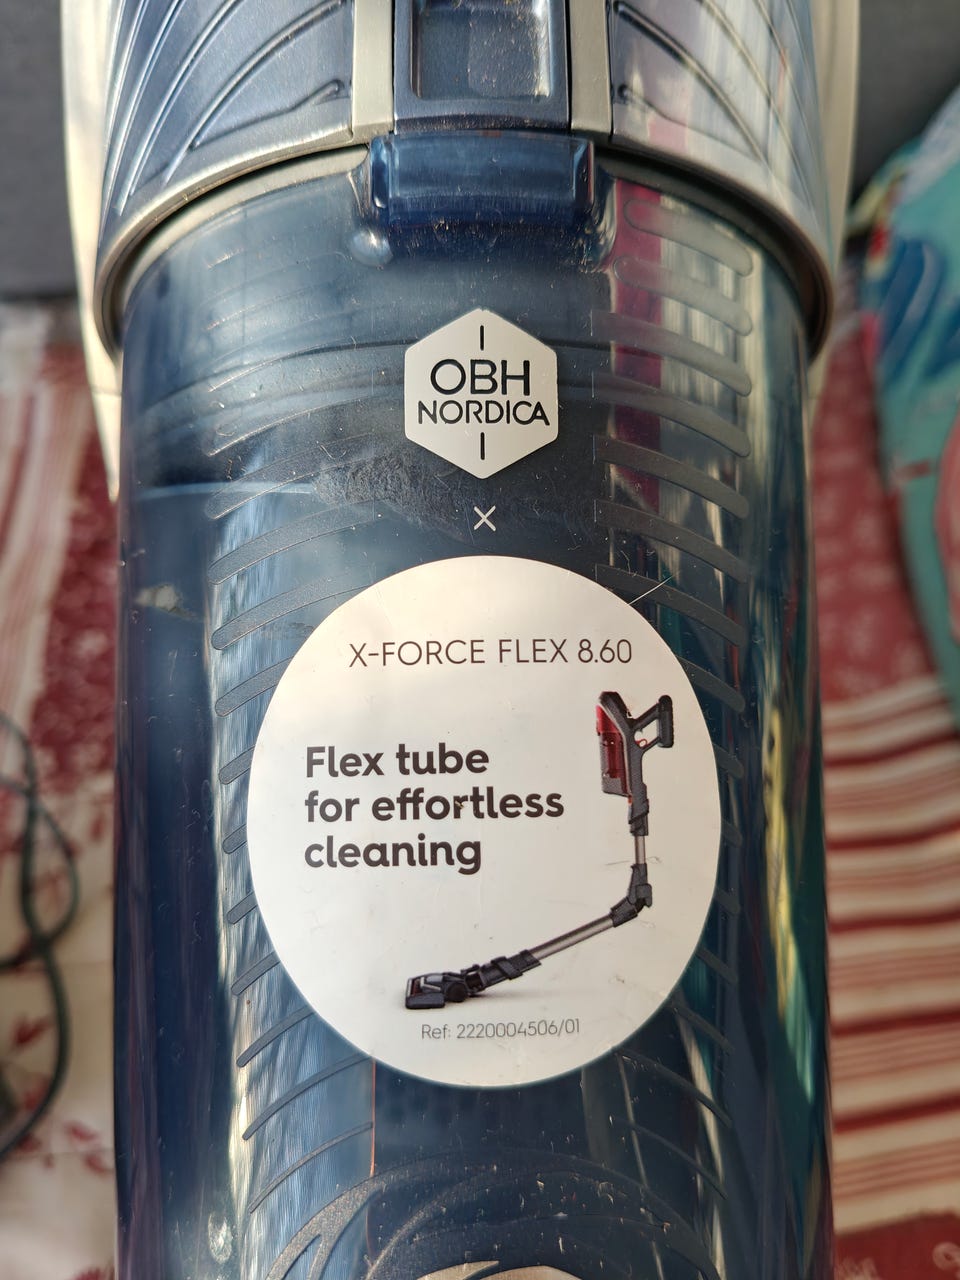 OBH
NORDICA
X
X-FORCE FLEX 8.60
Flex tube
for effortless
cleaning
Ref: 2220004506/01